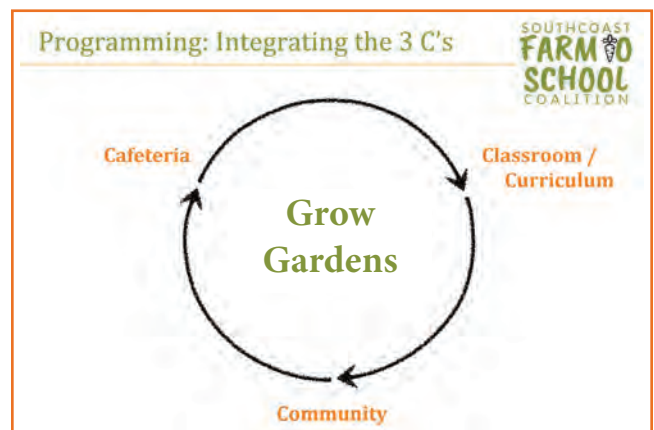 Programming: Integrating the 3 C's
SOUTHCOAST
FARM TO
SCHOOL
COALITION
Cafeteria
Classroom /
Curriculum
Grow
Gardens
Community